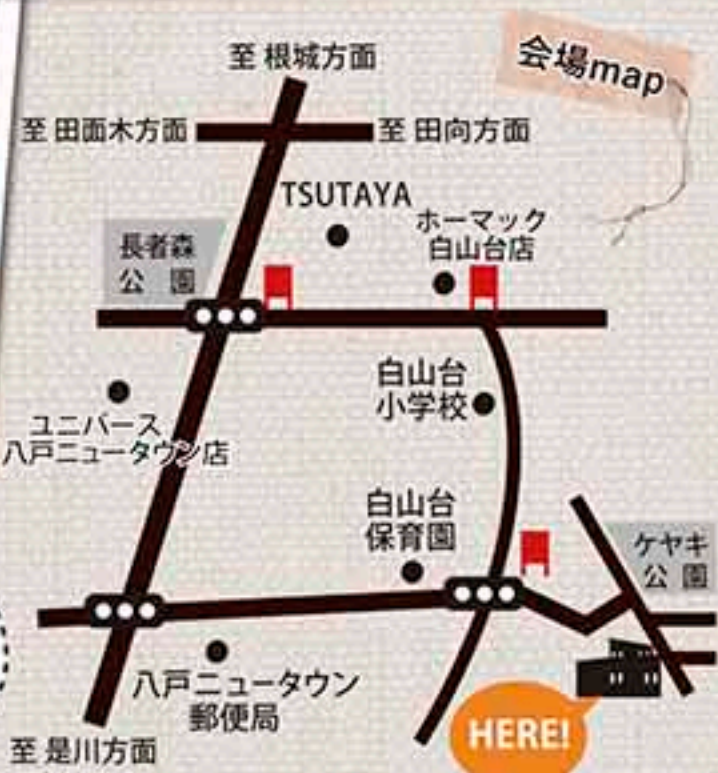 会場map
至 根城方面
至 田面木方面
至 田向方面
TSUTAYA
ホーマック
白山台店
長者森
公 園
白山台
小学校
ユニバース
八戸ニュータウン店
白山台
保育園
ケヤキ
公 園
八戸ニュータウン
郵便局
HERE!
至 是川方面